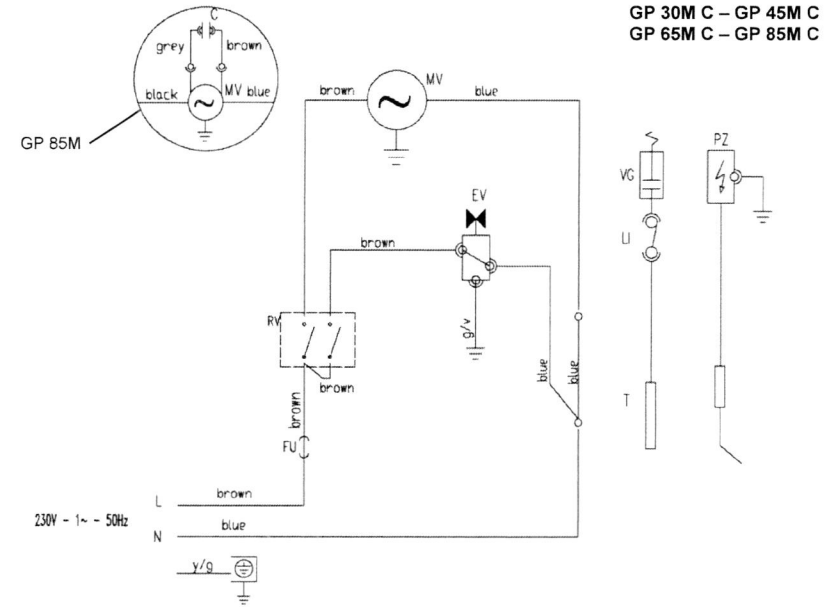 GP 30M C – GP 45M C
GP 65M C – GP 85M C
C
grey
brown
black
MV
blue
GP 85M
brown
MV
blue
EV
brown
g/v
RV
brown
brown
blue
blue
FU
L
brown
230V - 1~ - 50Hz
N
blue
y/g
VG
LI
T
PZ